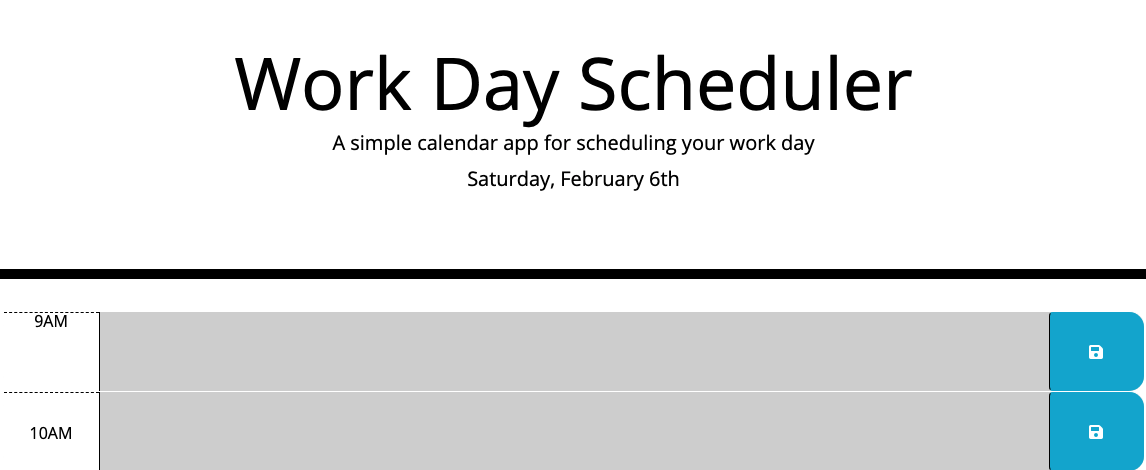 Work Day Scheduler
A simple calendar app for scheduling your work day
Saturday, February 6th
9AM
10AM